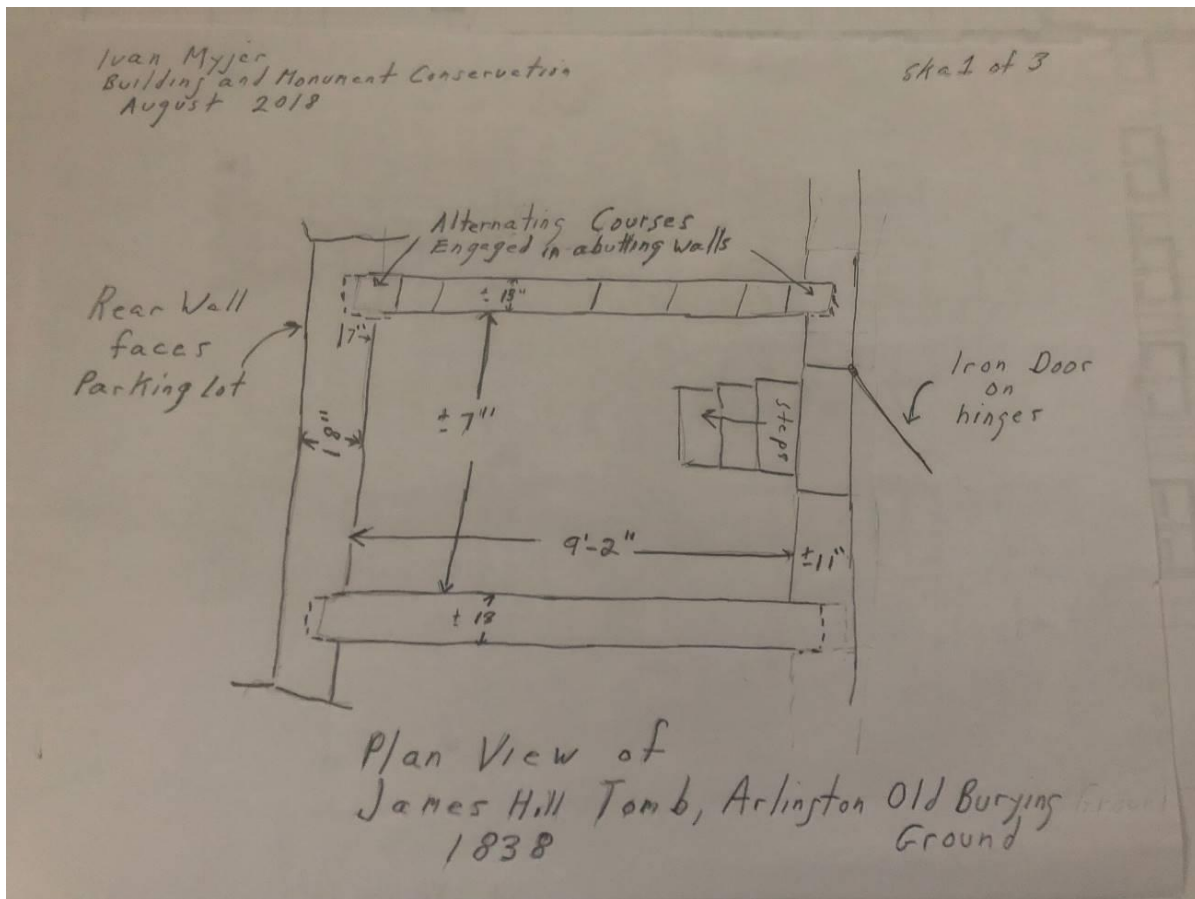 Ivan Myjer
Building and Monument Conservation
August 2018
Ska 1 of 3
Alternating Courses
Engaged in abutting walls
Rear Wall
faces
Parking Lot
17"
18"
± 7'1"
Steps
Iron Door
on
hinges
9'-2"
±11"
± 18
Plan View of
James Hill Tomb, Arlington Old Burying
Ground
1838